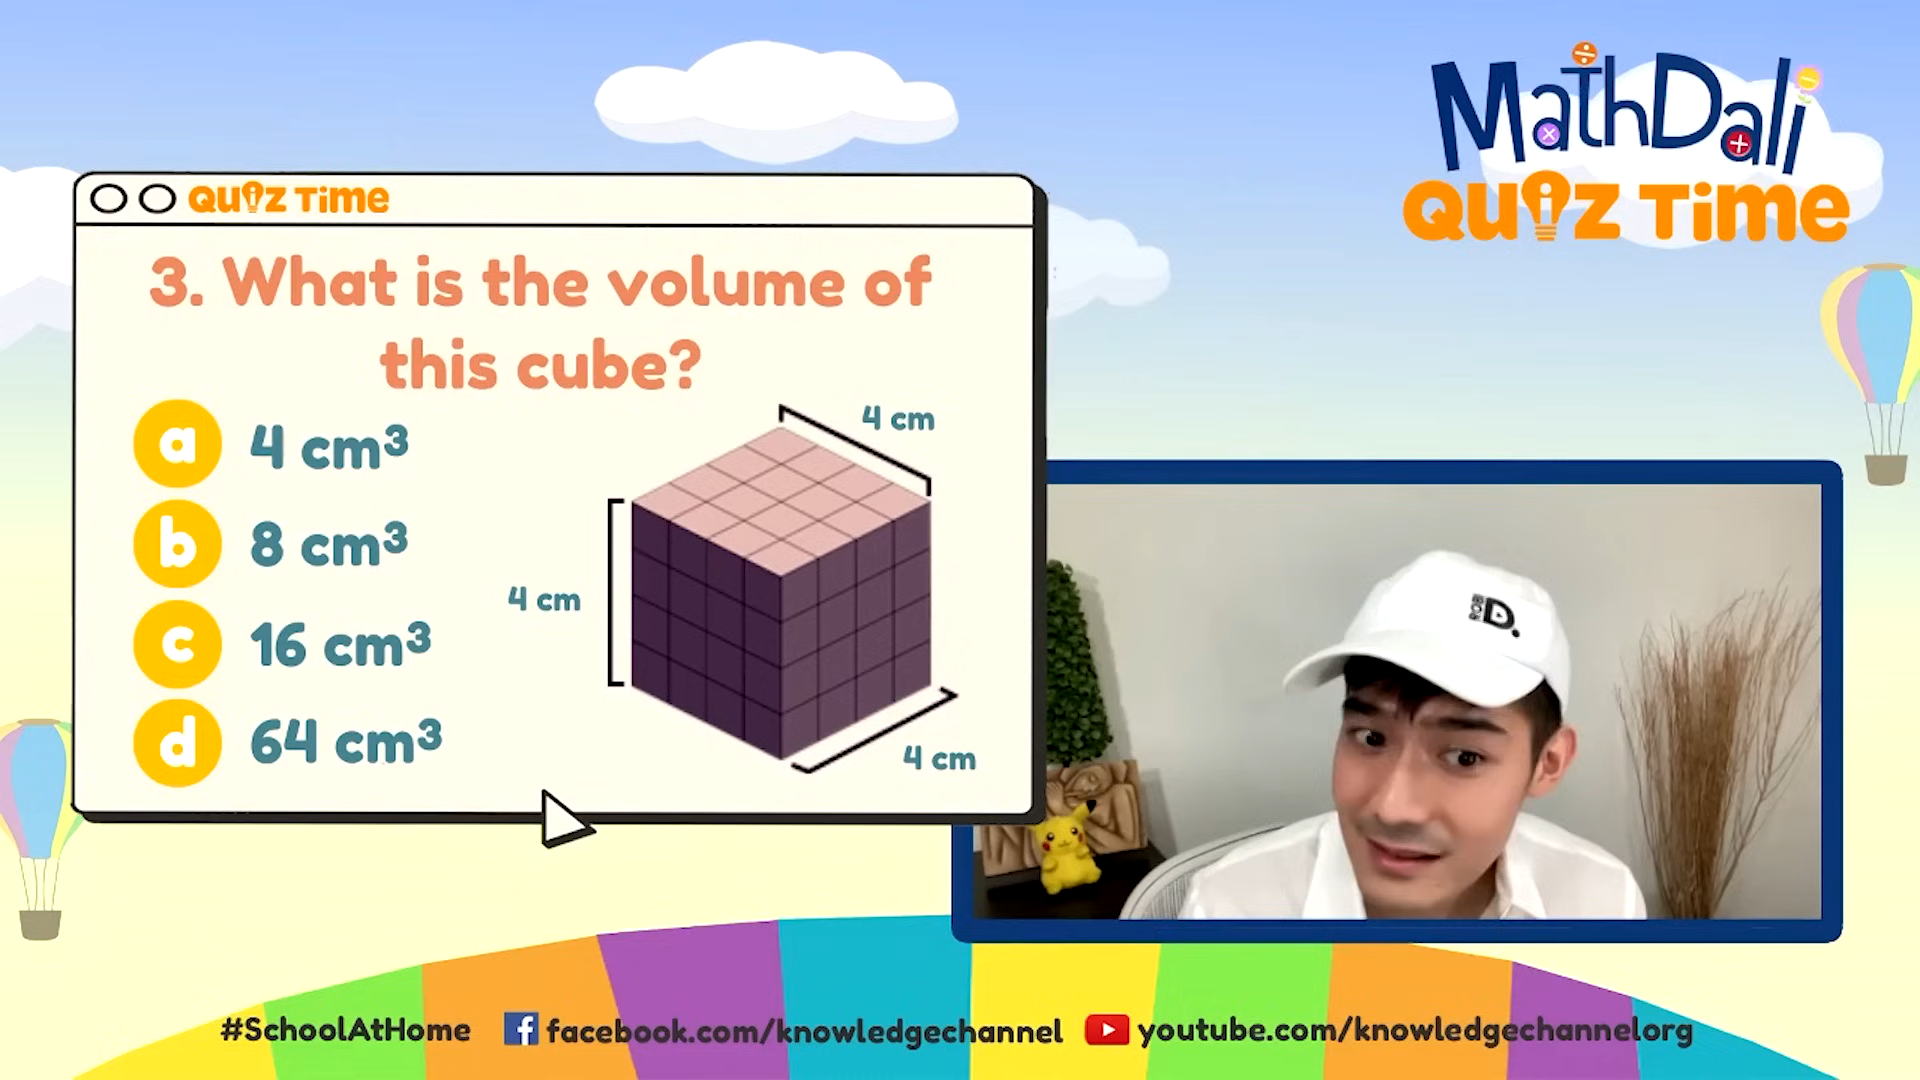 MathDali
QUIZ TIME
QUIZ TIME
3. What is the volume of
this cube?
a 4 cm³
b 8 cm³
c 16 cm³
d 64 cm³
4 cm
4 cm
4 cm
ROB D.
#SchoolAtHome facebook.com/knowledgechannel youtube.com/knowledgechannelorg